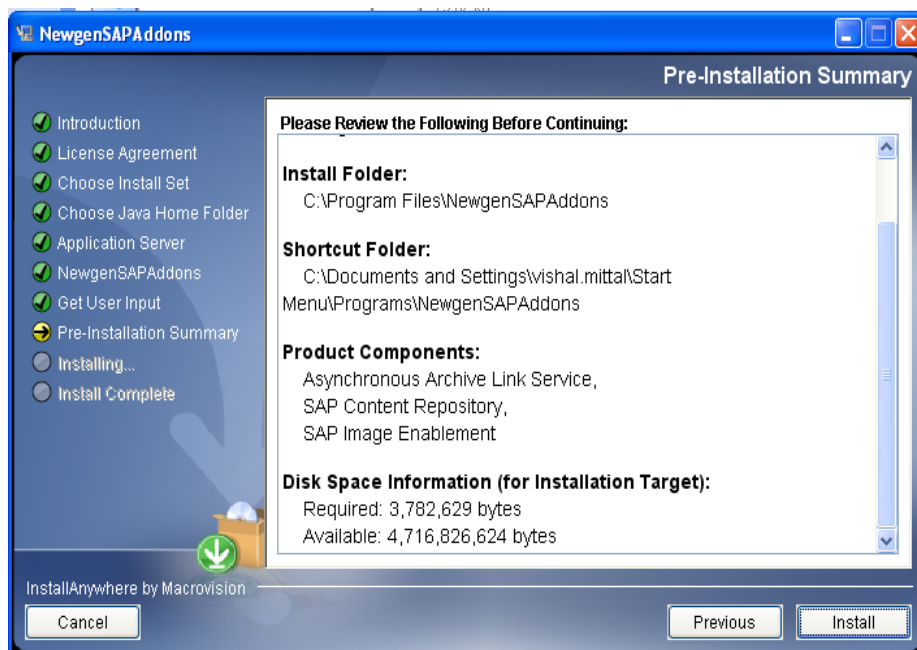 NewgenSAPAddons
Pre-Installation Summary
Introduction
License Agreement
Choose Install Set
Choose Java Home Folder
Application Server
NewgenSAPAddons
Get User Input
Pre-Installation Summary
Installing...
Install Complete
Please Review the Following Before Continuing:
Install Folder:
C:\Program Files\NewgenSAPAddons
Shortcut Folder:
C:\Documents and Settings\vishal.mittal\Start
Menu\Programs\NewgenSAPAddons
Product Components:
Asynchronous Archive Link Service,
SAP Content Repository,
SAP Image Enablement
Disk Space Information (for Installation Target):
Required: 3,782,629 bytes
Available: 4,716,826,624 bytes
InstallAnywhere by Macrovision
Cancel
Previous
Install